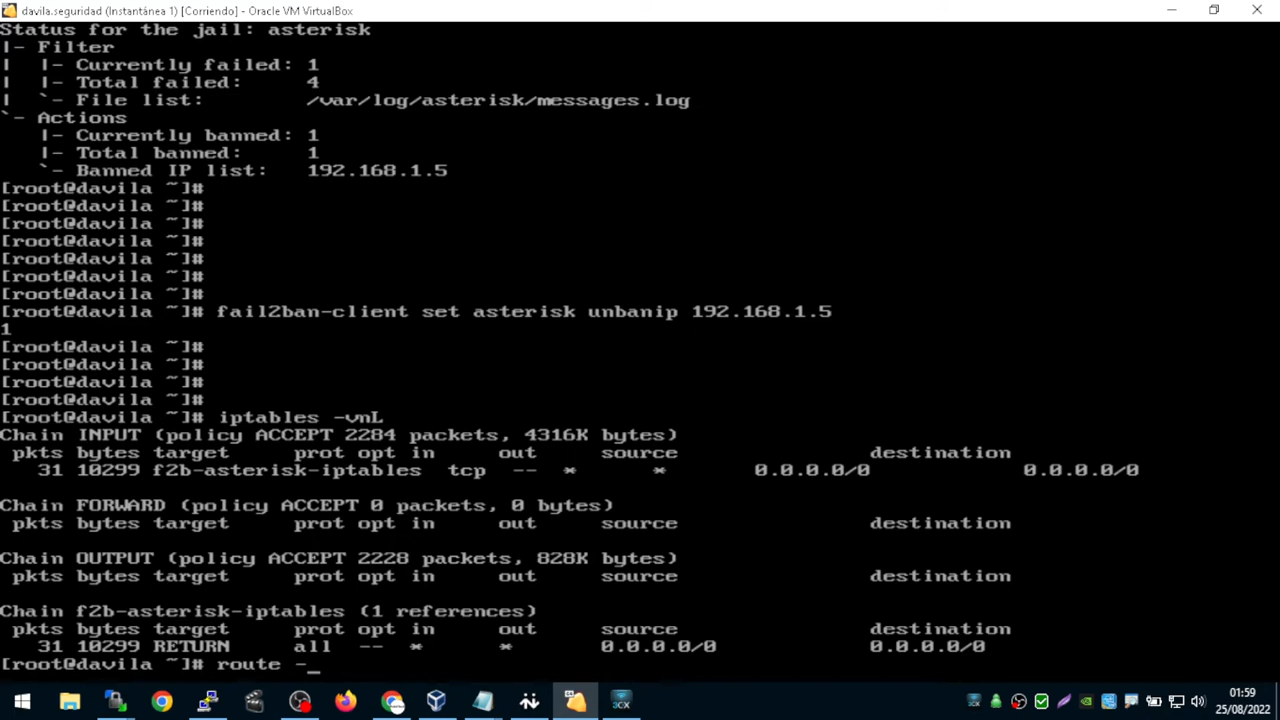 davila.seguridad (Instantánea 1) [Corriendo] - Oracle VM VirtualBox
Status for the jail: asterisk
|- Filter
|  |- Currently failed: 1
|  |- Total failed:     4
|  `- File list:        /var/log/asterisk/messages.log
`- Actions
   |- Currently banned: 1
   |- Total banned:     1
   `- Banned IP list:   192.168.1.5
[root@davila ~]#
[root@davila ~]#
[root@davila ~]#
[root@davila ~]#
[root@davila ~]#
[root@davila ~]#
[root@davila ~]#
[root@davila ~]# fail2ban-client set asterisk unbanip 192.168.1.5
1
[root@davila ~]#
[root@davila ~]#
[root@davila ~]#
[root@davila ~]#
[root@davila ~]# iptables -vnL
Chain INPUT (policy ACCEPT 2284 packets, 4316K bytes)
 pkts bytes target     prot opt in     out     source               destination
   31 10299 f2b-asterisk-iptables  tcp  --  *      *       0.0.0.0/0            0.0.0.0/0
Chain FORWARD (policy ACCEPT 0 packets, 0 bytes)
 pkts bytes target     prot opt in     out     source               destination
Chain OUTPUT (policy ACCEPT 2228 packets, 828K bytes)
 pkts bytes target     prot opt in     out     source               destination
Chain f2b-asterisk-iptables (1 references)
 pkts bytes target     prot opt in     out     source               destination
   31 10299 RETURN     all  --  *      *       0.0.0.0/0            0.0.0.0/0
[root@davila ~]# route -_
3CX
01:59
25/08/2022